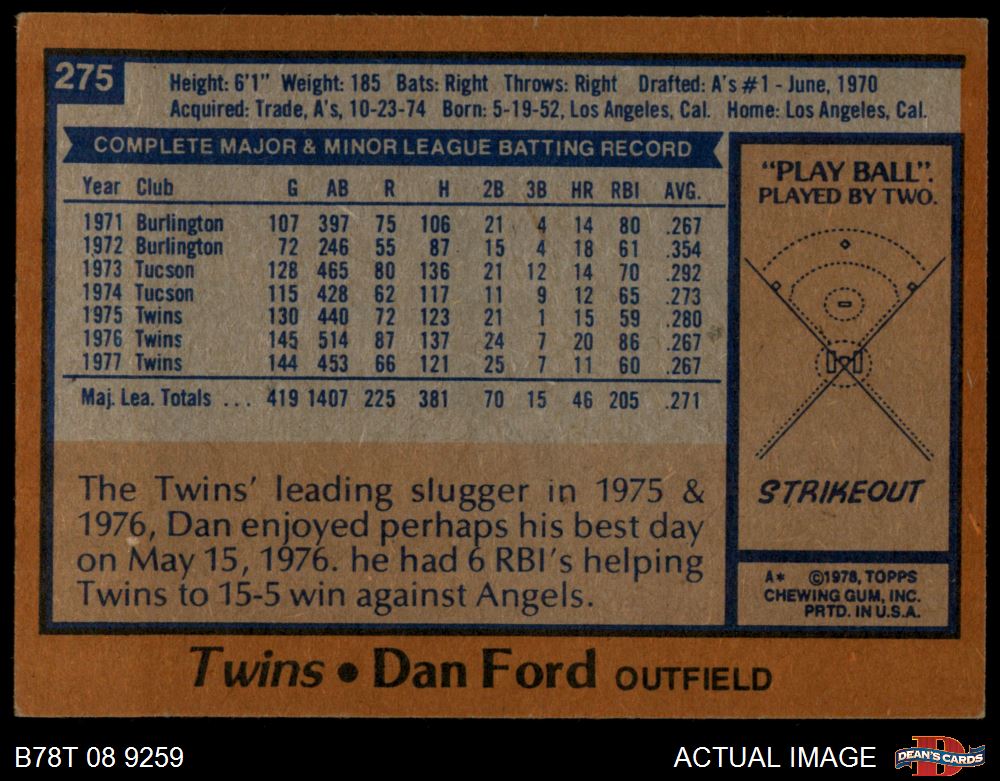 275
Height: 6'1" Weight: 185 Bats: Right Throws: Right Drafted: A's #1 - June, 1970
Acquired: Trade, A's, 10-23-74 Born: 5-19-52, Los Angeles, Cal. Home: Los Angeles, Cal.
COMPLETE MAJOR & MINOR LEAGUE BATTING RECORD
Year Club G AB R H 2B 3B HR RBI AVG.
1971 Burlington 107 397 75 106 21 4 14 80 .267
1972 Burlington 72 246 55 87 15 4 18 61 .354
1973 Tucson 128 465 80 136 21 12 14 70 .292
1974 Tucson 115 428 62 117 11 9 12 65 .273
1975 Twins 130 440 72 123 21 1 15 59 .280
1976 Twins 145 514 87 137 24 7 20 86 .267
1977 Twins 144 453 66 121 25 7 11 60 .267
Maj. Lea. Totals ... 419 1407 225 381 70 15 46 205 .271
The Twins' leading slugger in 1975 &
1976, Dan enjoyed perhaps his best day
on May 15, 1976. he had 6 RBI's helping
Twins to 15-5 win against Angels.
"PLAY BALL".
PLAYED BY TWO.
STRIKEOUT
A* ©1978, TOPPS
CHEWING GUM, INC.
PRTD. IN U.S.A.
Twins • Dan Ford OUTFIELD
B78T 08 9259
ACTUAL IMAGE
D
DEAN'S CARDS